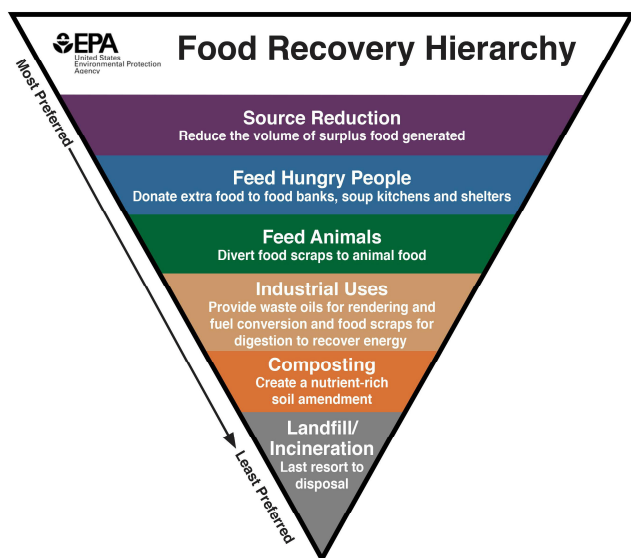 EPA
United States
Environmental Protection
Agency
Food Recovery Hierarchy
Most Preferred
Source Reduction
Reduce the volume of surplus food generated
Feed Hungry People
Donate extra food to food banks, soup kitchens and shelters
Feed Animals
Divert food scraps to animal food
Industrial Uses
Provide waste oils for rendering and
fuel conversion and food scraps for
digestion to recover energy
Composting
Create a nutrient-rich
soil amendment
Landfill/
Incineration
Last resort to
disposal
Least Preferred